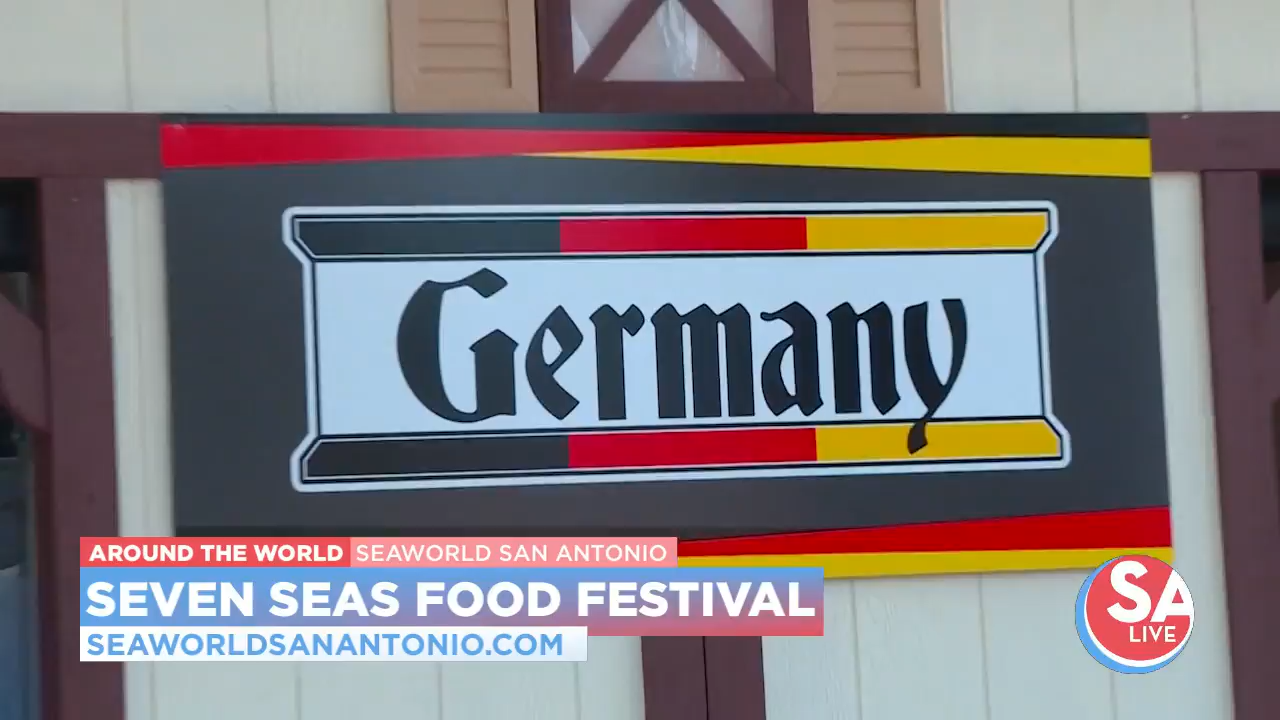 Germany
AROUND THE WORLD SEAWORLD SAN ANTONIO
SEVEN SEAS FOOD FESTIVAL
SEAWORLDSANANTONIO.COM
SA
LIVE